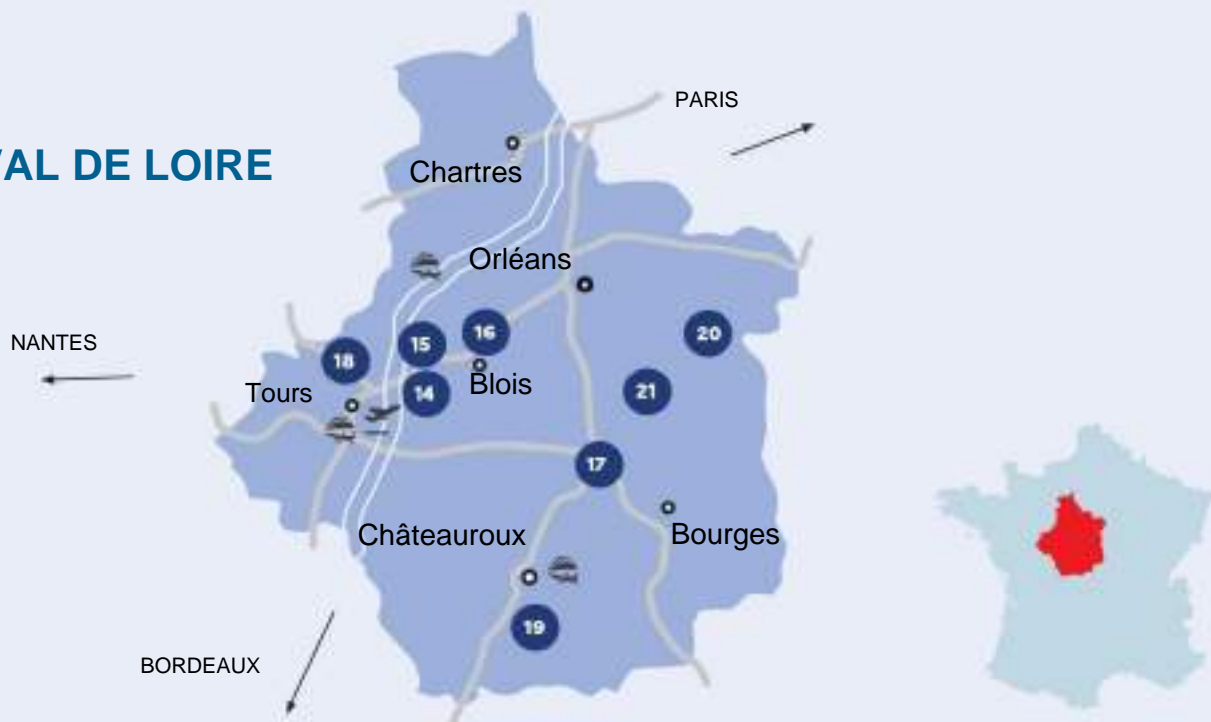 PARIS
VAL DE LOIRE
Chartres
Orléans
16
20
15
NANTES
18
Blois
Tours
14
21
17
Châteauroux
Bourges
19
BORDEAUX